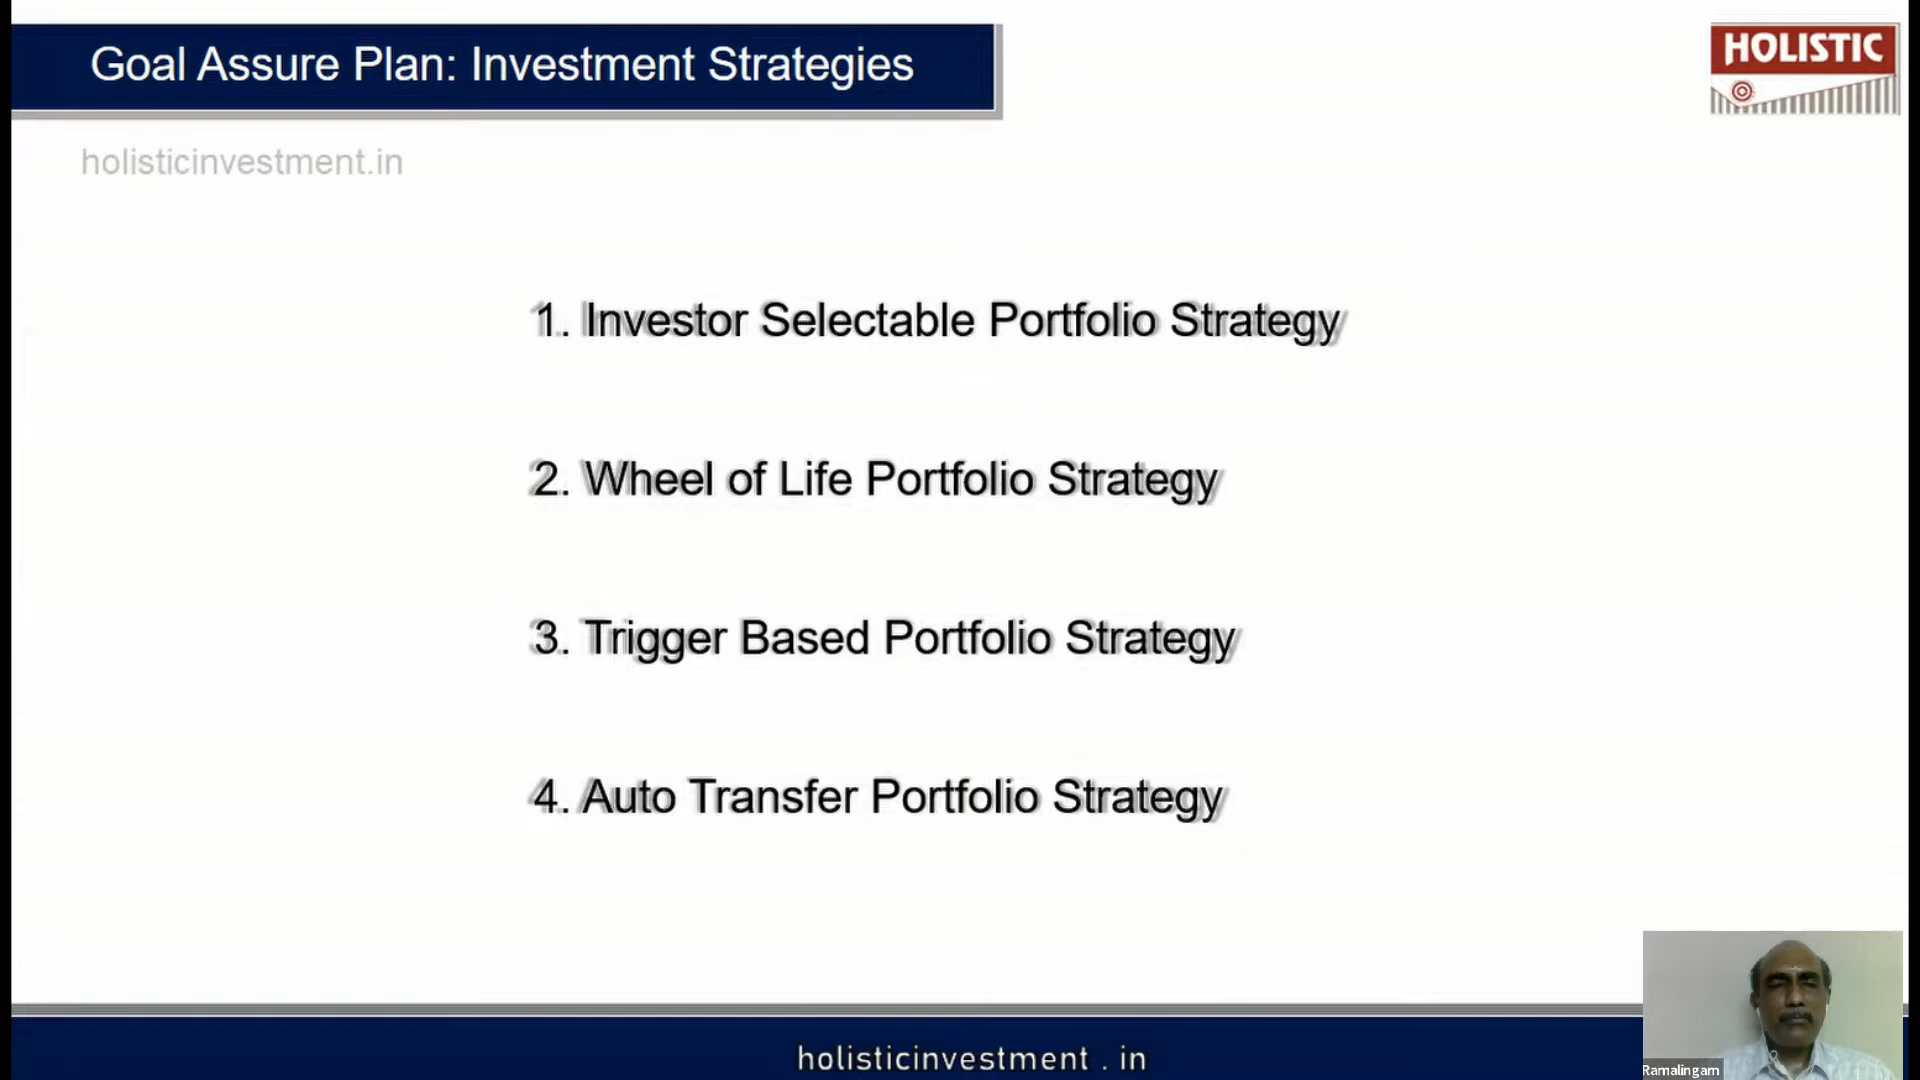 Goal Assure Plan: Investment Strategies
HOLISTIC
holisticinvestment.in
1. Investor Selectable Portfolio Strategy
2. Wheel of Life Portfolio Strategy
3. Trigger Based Portfolio Strategy
4. Auto Transfer Portfolio Strategy
holisticinvestment . in
Ramalingam